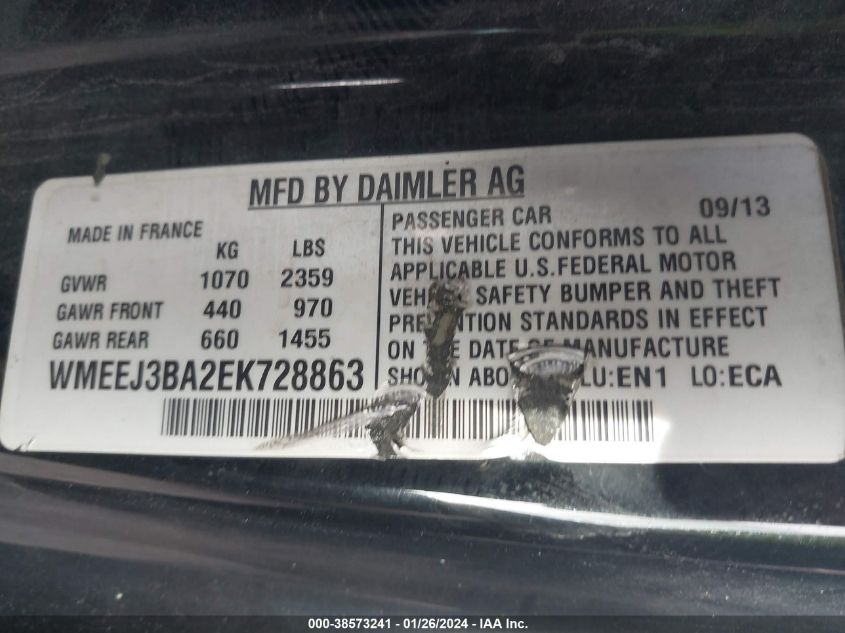 MFD BY DAIMLER AG
MADE IN FRANCE
KG LBS
GVWR 1070 2359
GAWR FRONT 440 970
GAWR REAR 660 1455
WMEEJ3BA2EK728863
PASSENGER CAR 09/13
THIS VEHICLE CONFORMS TO ALL
APPLICABLE U.S.FEDERAL MOTOR
SAFETY BUMPER AND THEFT
STANDARDS IN EFFECT
ON DATE MANUFACTURE
LU:EN1 LO:ECA
000-38573241 - 01/26/2024 - IAA Inc.